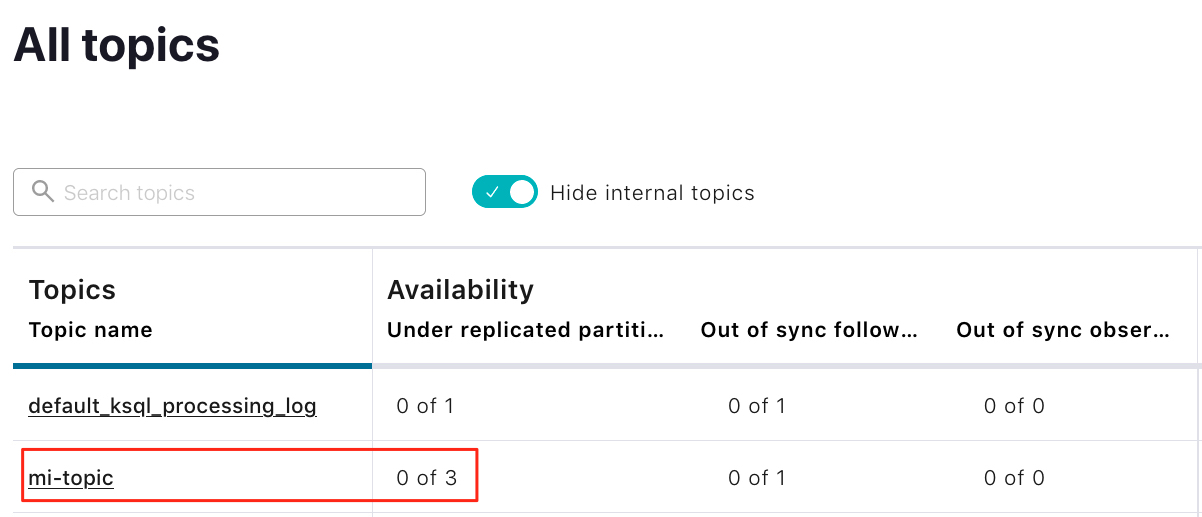 All topics
Search topics
Hide internal topics
Topics Availability
Topic name Under replicated partiti... Out of sync follow... Out of sync obser...
default_ksql_processing_log 0 of 1 0 of 1 0 of 0
mi-topic 0 of 3 0 of 1 0 of 0